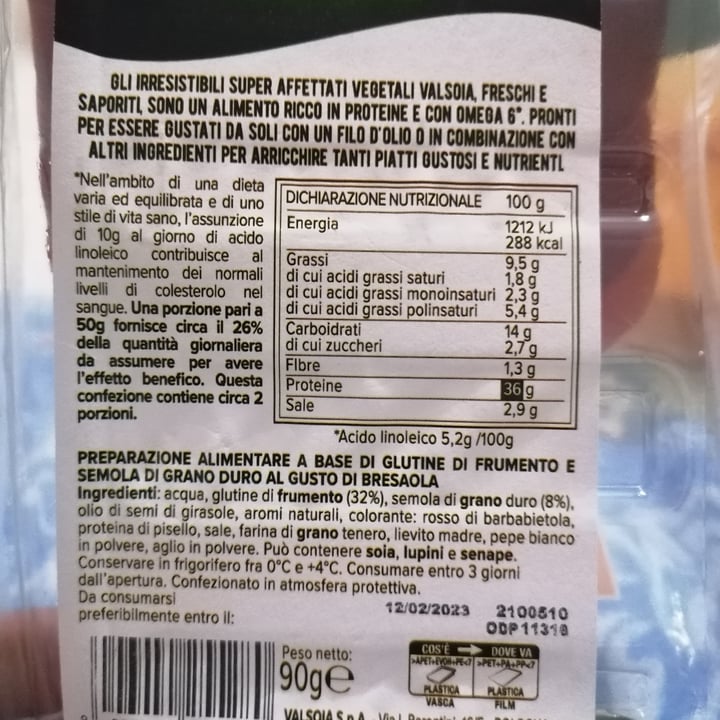 GLI IRRESISTIBILI SUPER AFFETTATI VEGETALI VALSOIA, FRESCHI E
SAPORITI, SONO UN ALIMENTO RICCO IN PROTEINE E CON OMEGA 6*. PRONTI
PER ESSERE GUSTATI DA SOLI CON UN FILO D'OLIO O IN COMBINAZIONE CON
ALTRI INGREDIENTI PER ARRICCHIRE TANTI PIATTI GUSTOSI E NUTRIENTI.
*Nell'ambito di una dieta
varia ed equilibrata e di uno
stile di vita sano, l'assunzione
di 10g al giorno di acido
linoleico contribuisce al
mantenimento dei normali
livelli di colesterolo nel
sangue. Una porzione pari a
50g fornisce circa il 26%
della quantità giornaliera
da assumere per avere
l'effetto benefico. Questa
confezione contiene circa 2
porzioni.
DICHIARAZIONE NUTRIZIONALE 100 g
Energia 1212 kJ
288 kcal
Grassi 9,5 g
di cui acidi grassi saturi 1,8 g
di cui acidi grassi monoinsaturi 2,3 g
di cui acidi grassi polinsaturi 5,4 g
Carboidrati 14 g
di cui zuccheri 2,7 g
FIbre 1,3 g
Proteine 36 g
Sale 2,9 g
*Acido linoleico 5,2g /100g
PREPARAZIONE ALIMENTARE A BASE DI GLUTINE DI FRUMENTO E
SEMOLA DI GRANO DURO AL GUSTO DI BRESAOLA
Ingredienti: acqua, glutine di frumento (32%), semola di grano duro (8%),
olio di semi di girasole, aromi naturali, colorante: rosso di barbabietola,
proteina di pisello, sale, farina di grano tenero, lievito madre, pepe bianco
in polvere, aglio in polvere. Può contenere soia, lupini e senape.
Conservare in frigorifero fra 0°C e +4°C. Consumare entro 3 giorni
dall'apertura. Confezionato in atmosfera protettiva.
Da consumarsi
preferibilmente entro il: 12/02/2023 2100510
ODP11318
Peso netto:
90g e
COS'È DOVE VA
>APET+EVOH+PE<7 >PET+PA+PP<7
PLASTICA PLASTICA
VASCA FILM
VALSOIA S.p.A.